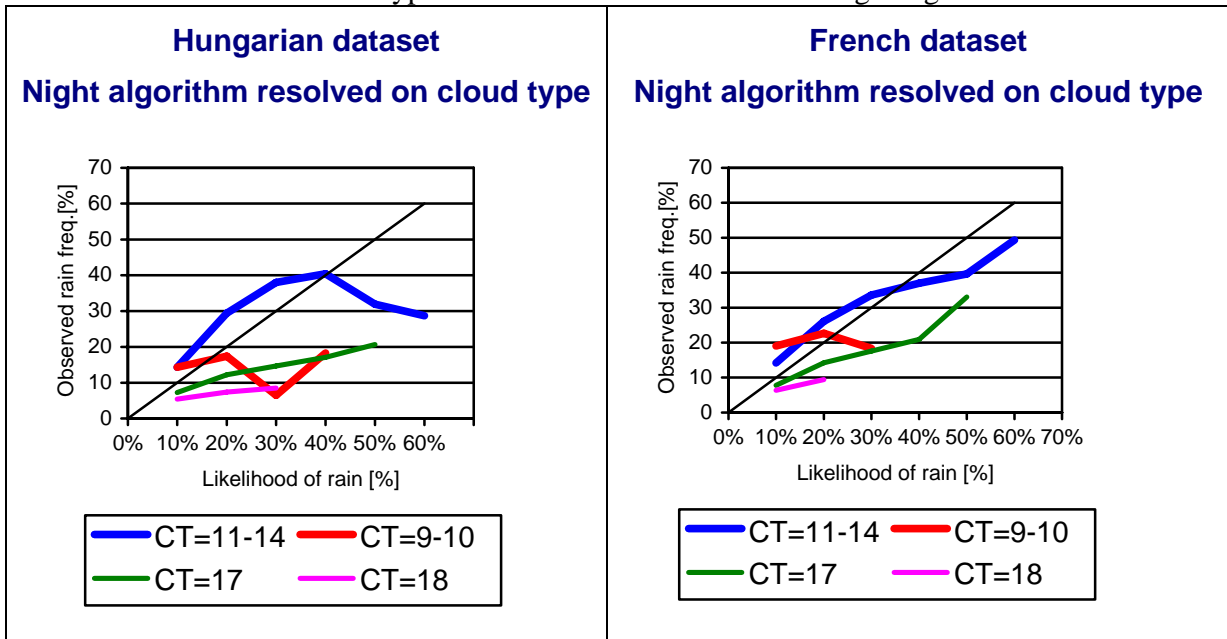 Hungarian dataset
Night algorithm resolved on cloud type
70
60
50
40
30
20
10
0
Observed rain freq.[%]
0% 10% 20% 30% 40% 50% 60%
Likelihood of rain [%]
CT=11-14 CT=9-10
CT=17 CT=18
French dataset
Night algorithm resolved on cloud type
70
60
50
40
30
20
10
0
Observed rain freq.[%]
0% 10% 20% 30% 40% 50% 60% 70%
Likelihood of rain [%]
CT=11-14 CT=9-10
CT=17 CT=18